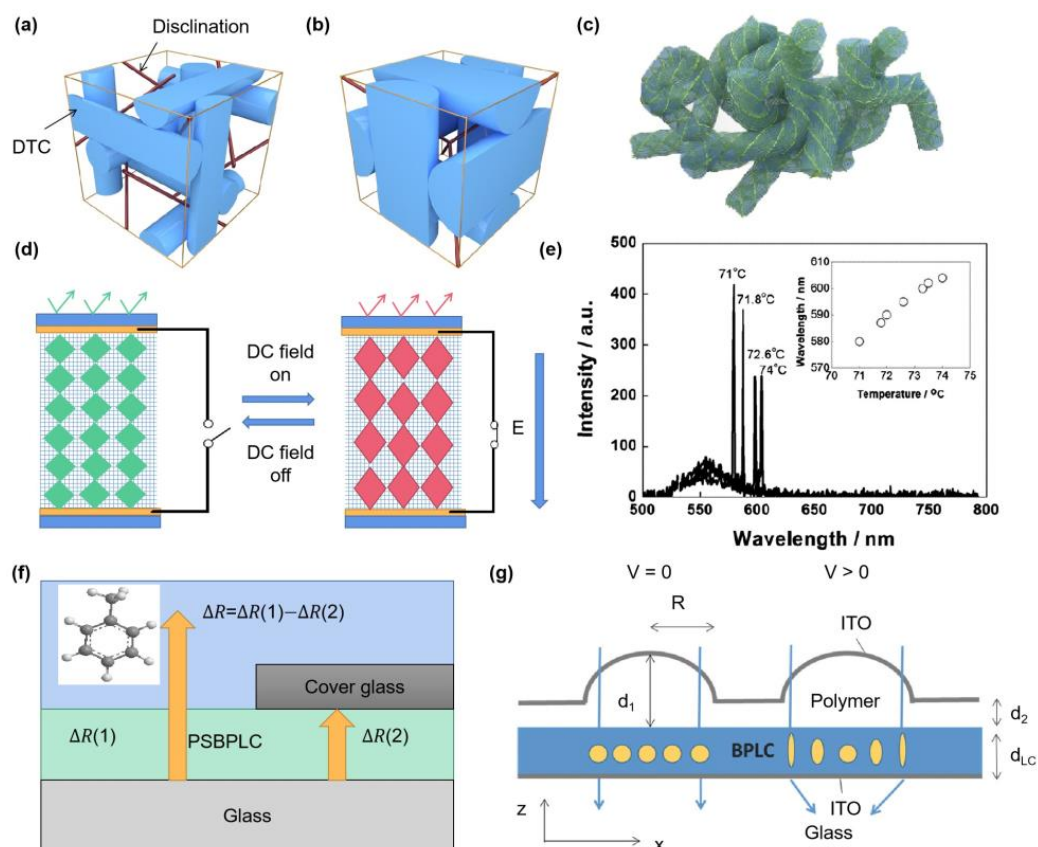 (a)
Disclination
DTC
(b)
(c)
(d)
DC field
on
DC field
off
E
(e)
500
400
300
200
100
0
Intensity / a.u.
500
550
600
650
700
750
800
Wavelength / nm
71°C
71.8°C
72.6°C
74°C
610
600
590
580
570
Wavelength / nm
70
71
72
73
74
75
Temperature / °C
(f)
ΔR=ΔR(1)−ΔR(2)
Cover glass
ΔR(1)
PSBPLC
ΔR(2)
Glass
(g)
V = 0
V > 0
R
ITO
d1
Polymer
d2
BPLC
dLC
z
x
ITO
Glass